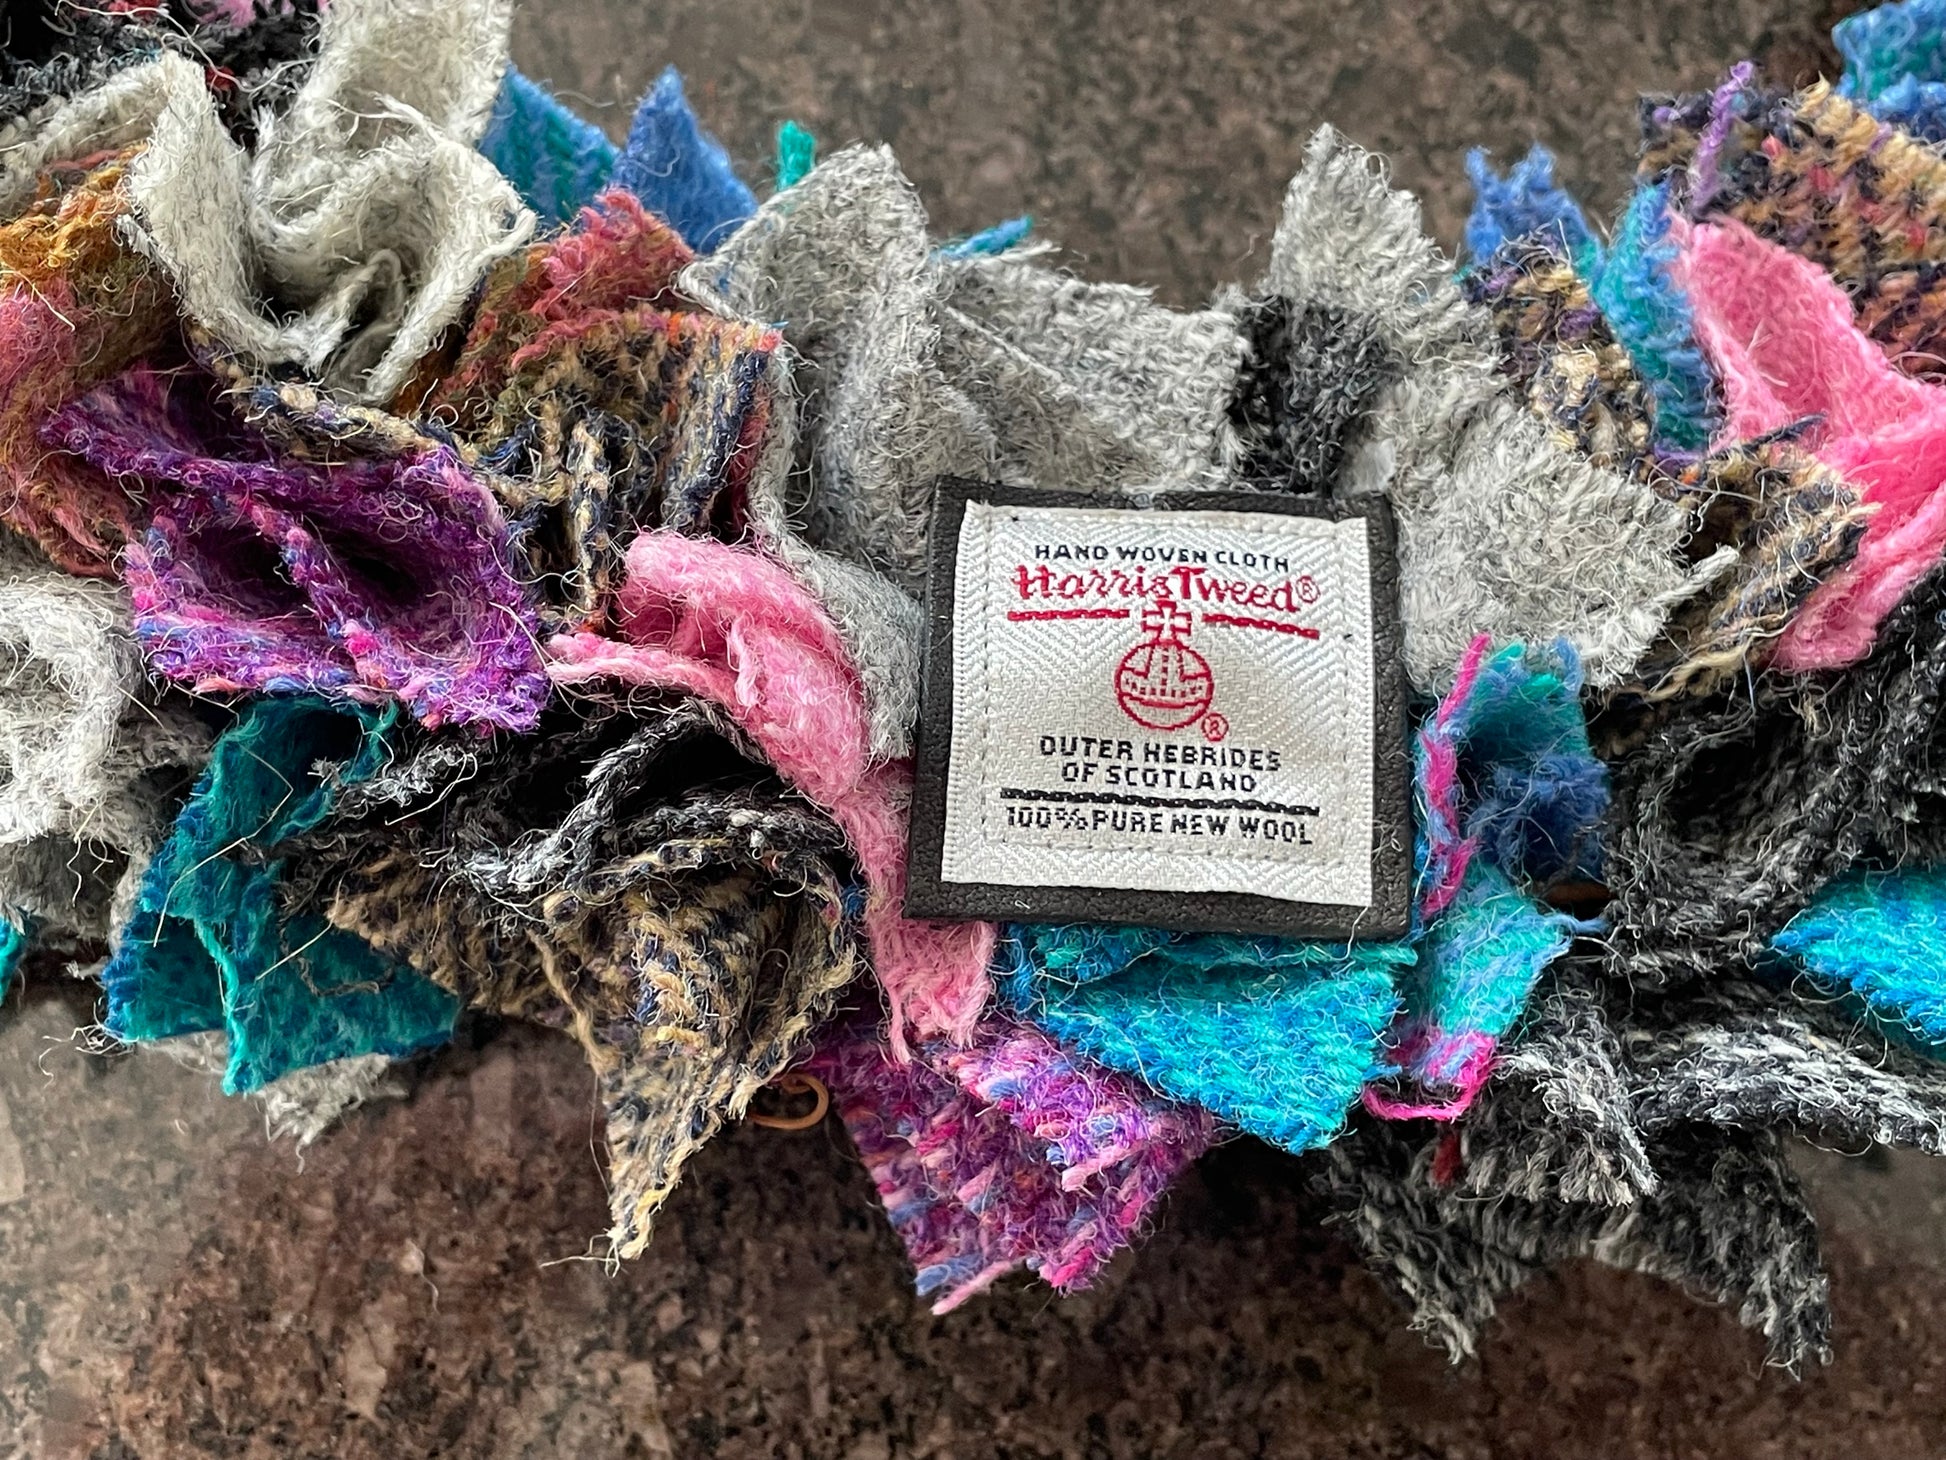 HAND WOVEN CLOTH
Harris Tweed®
®
OUTER HEBRIDES
OF SCOTLAND
100% PURE NEW WOOL